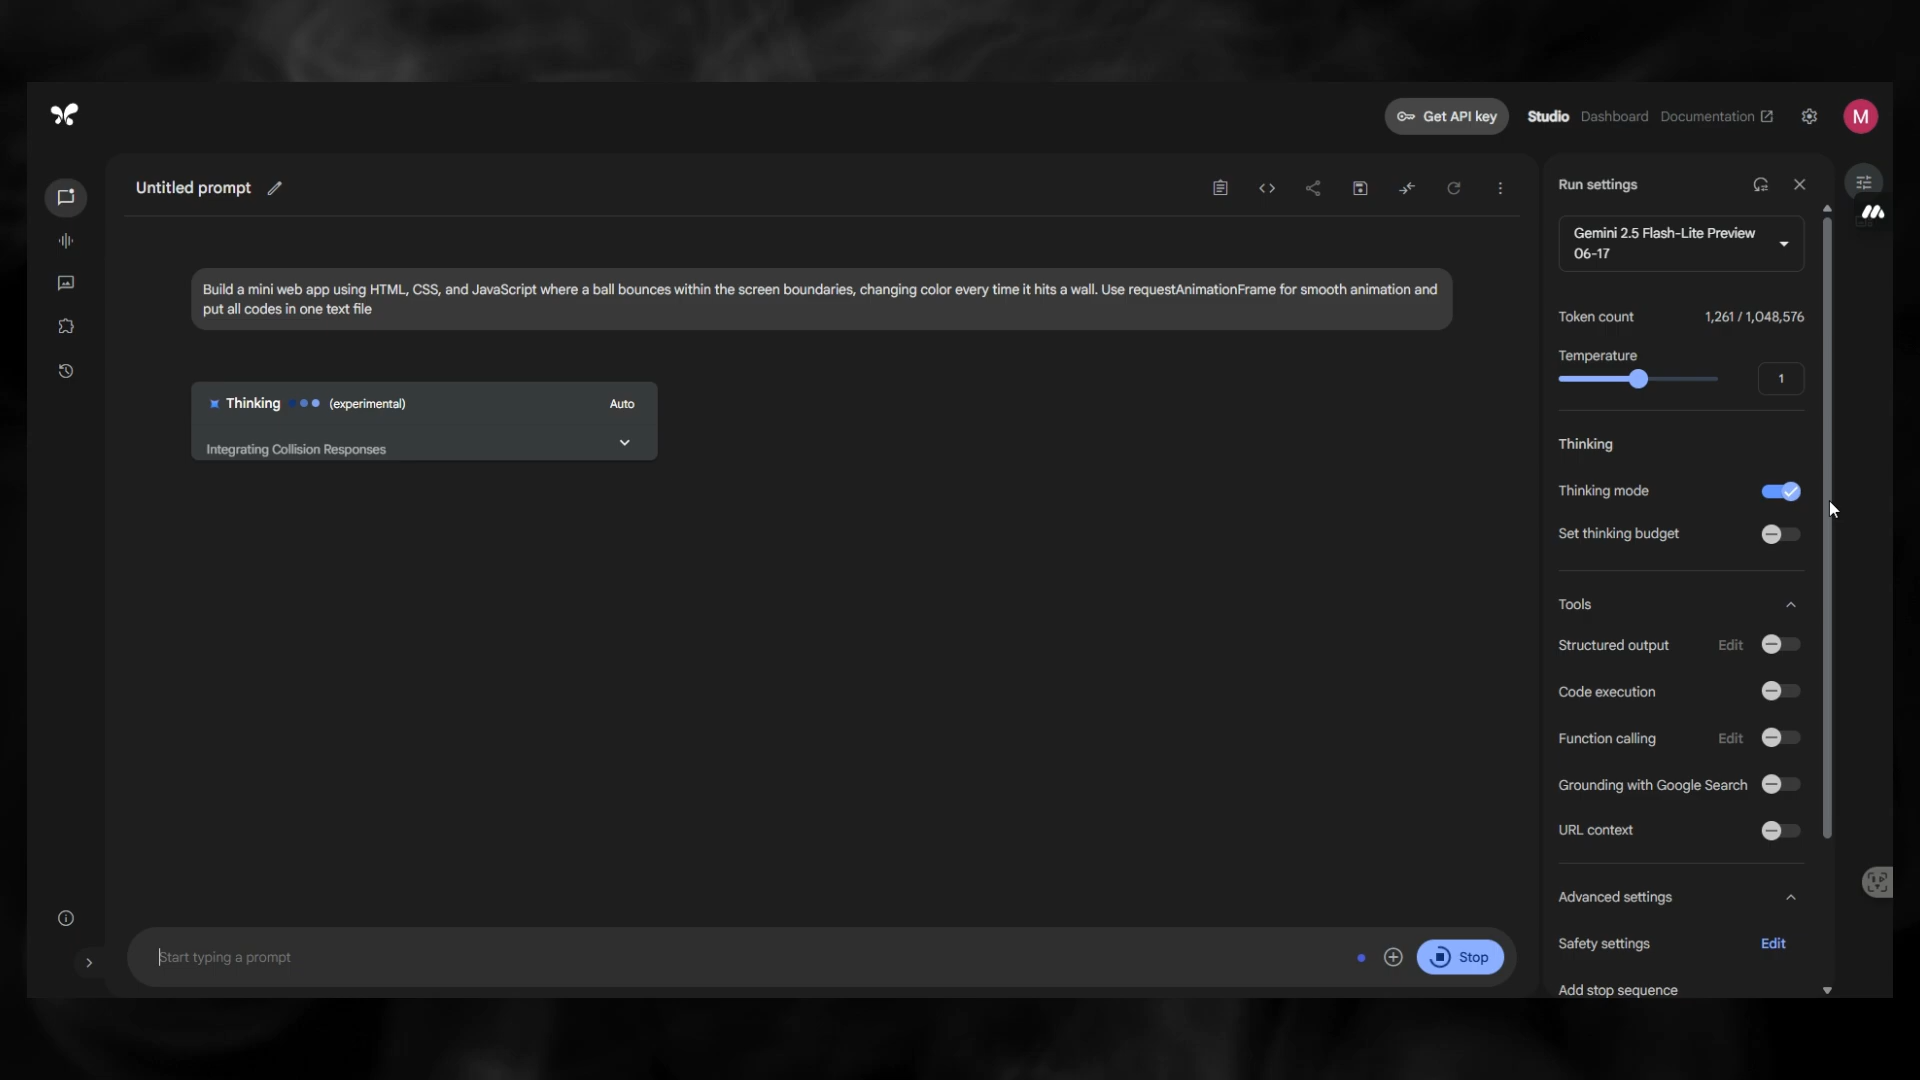 Get API key
Studio
Dashboard
Documentation
M
Untitled prompt
Build a mini web app using HTML, CSS, and JavaScript where a ball bounces within the screen boundaries, changing color every time it hits a wall. Use requestAnimationFrame for smooth animation and
put all codes in one text file
Thinking
(experimental)
Auto
Integrating Collision Responses
Start typing a prompt
Stop
Run settings
Gemini 2.5 Flash-Lite Preview
06-17
Token count
1,261 / 1,048,576
Temperature
1
Thinking
Thinking mode
Set thinking budget
Tools
Structured output
Edit
Code execution
Function calling
Edit
Grounding with Google Search
URL context
Advanced settings
Safety settings
Edit
Add stop sequence